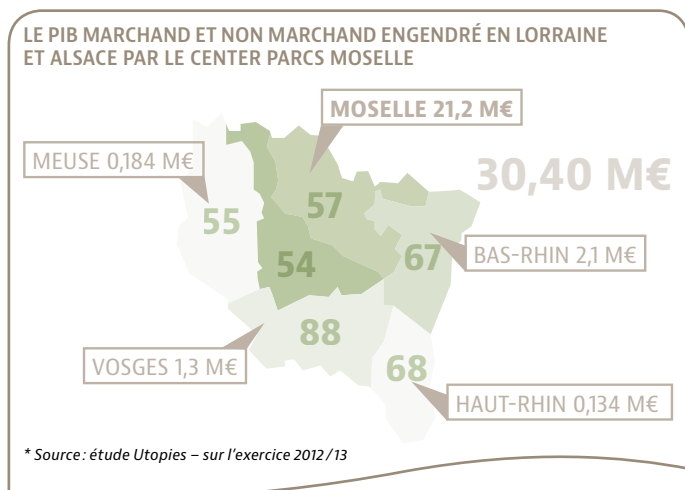 LE PIB MARCHAND ET NON MARCHAND ENGENDRÉ EN LORRAINE
ET ALSACE PAR LE CENTER PARCS MOSELLE
MOSELLE 21,2 M€
MEUSE 0,184 M€
30,40 M€
57
55
67
BAS-RHIN 2,1 M€
54
88
VOSGES 1,3 M€
68
HAUT-RHIN 0,134 M€
* Source : étude Utopies – sur l'exercice 2012/13